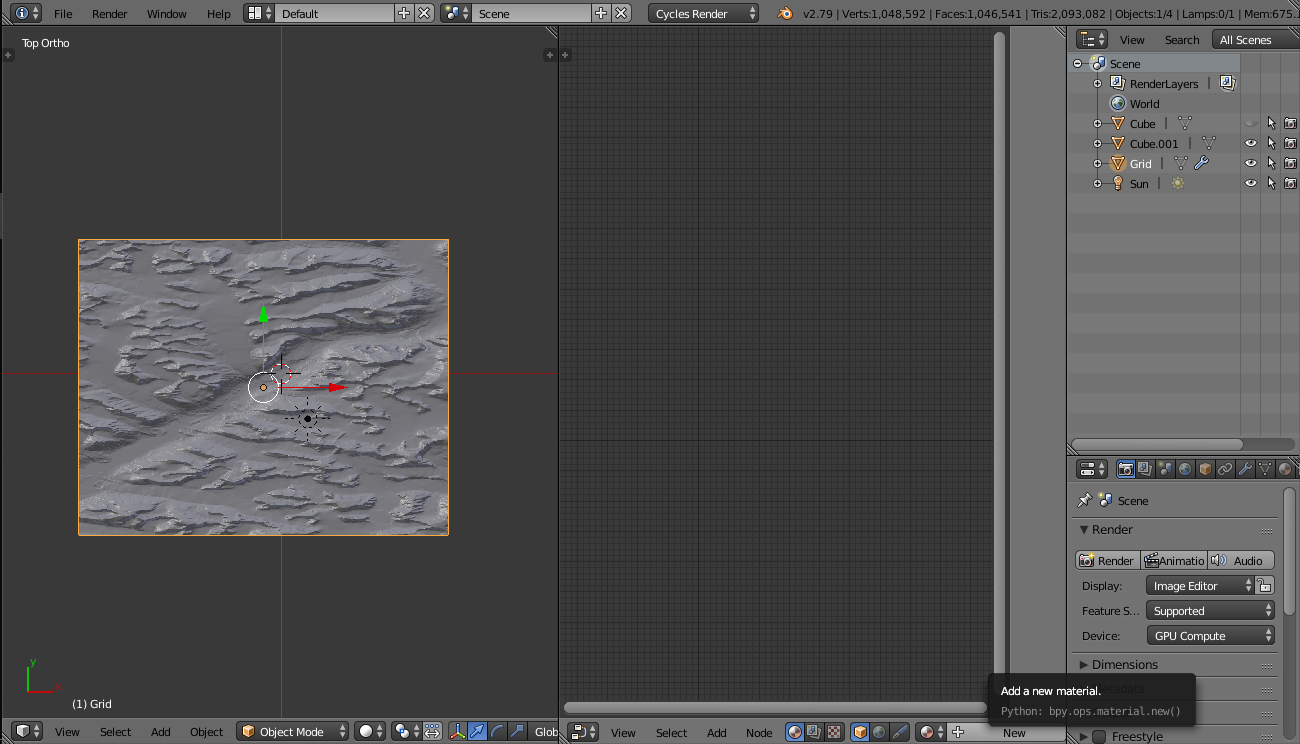 File Render Window Help Default Scene Cycles Render v2.79 | Verts:1,048,592 | Faces:1,046,541 | Tris:2,093,082 | Objects:1/4 | Lamps:0/1 | Mem:675.
Top Ortho
View Search All Scenes
Scene
RenderLayers
World
Cube
Cube.001
Grid
Sun
Scene
Render
Render Animatio Audio
Display: Image Editor
Feature S... Supported
Device: GPU Compute
Dimensions
y
x
(1) Grid
Add a new material.
Python: bpy.ops.material.new()
View Select Add Object Object Mode Glob
View Select Add Node New
Freestyle